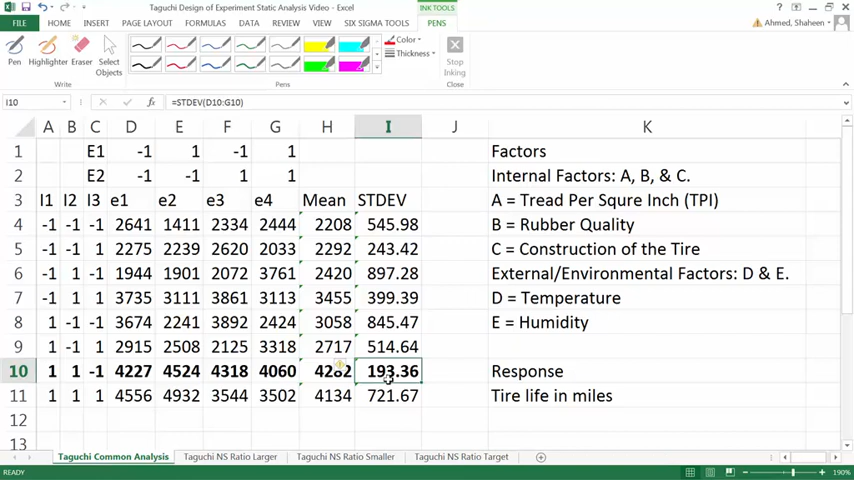 Taguchi Design of Experiment Static Analysis Video - Excel
INK TOOLS
Ahmed, Shaheen
FILE HOME INSERT PAGE LAYOUT FORMULAS DATA REVIEW VIEW SIX SIGMA TICKETS PENS
Pen Highlighter Eraser Select Objects
Color
Thickness
Stop Inking
Write Pens Close
I10 fx =STDEV(D10:G10)
A B C D E F G H I J K
1 E1 -1 1 -1 1 Factors
2 E2 -1 -1 1 1 Internal Factors: A, B, & C.
3 I1 I2 I3 e1 e2 e3 e4 Mean STDEV A = Tread Per Squre Inch (TPI)
4 -1 -1 -1 2641 1411 2334 2444 2208 545.98 B = Rubber Quality
5 -1 -1 1 2275 2239 2620 2033 2292 243.42 C = Construction of the Tire
6 -1 1 -1 1944 1901 2072 3761 2420 897.28 External/Environmental Factors: D & E.
7 -1 1 1 3735 3111 3861 3113 3455 399.39 D = Temperature
8 1 -1 -1 3674 2241 3892 2424 3058 845.47 E = Humidity
9 1 -1 1 2915 2508 2125 3318 2717 514.64
10 1 1 -1 4227 4524 4318 4060 4282 193.36 Response
11 1 1 1 4556 4932 3544 3502 4134 721.67 Tire life in miles
12
13
Taguchi Common Analysis Taguchi NS Ratio Larger Taguchi NS Ratio Smaller Taguchi NS Ratio Target
READY 190%